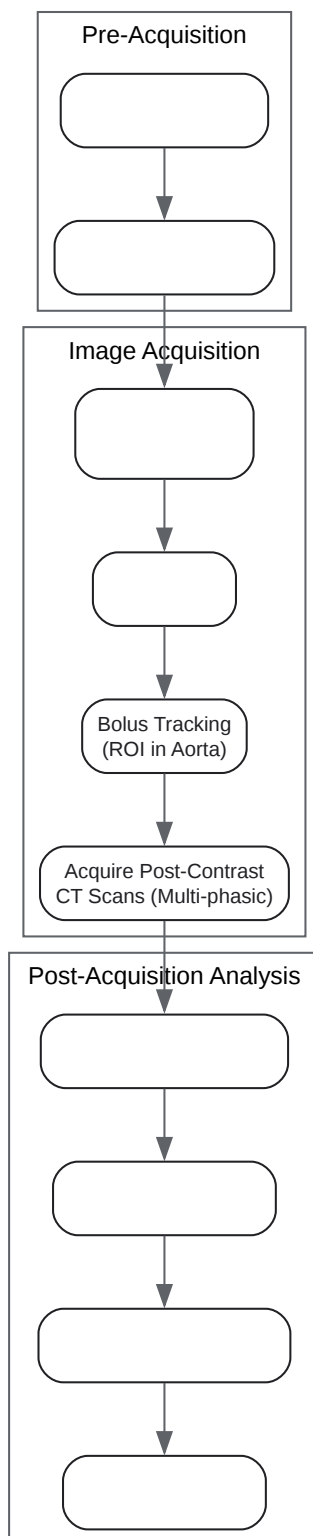 Pre-Acquisition
Image Acquisition
Bolus Tracking
(ROI in Aorta)
Acquire Post-Contrast
CT Scans (Multi-phasic)
Post-Acquisition Analysis